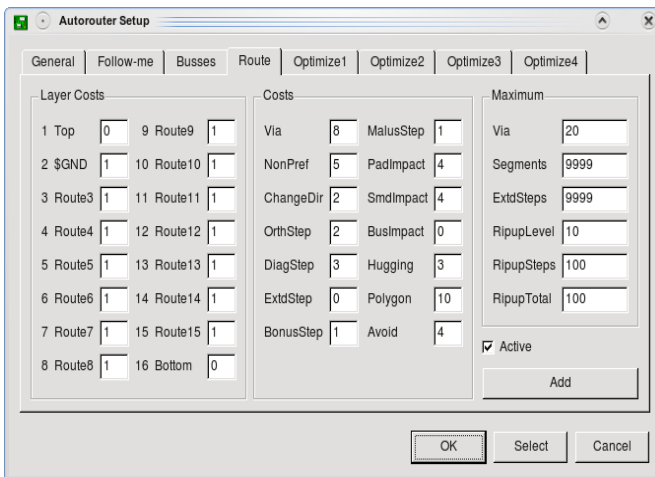 Autorouter Setup
General Follow-me Busses Route Optimize1 Optimize2 Optimize3 Optimize4
Layer Costs
1 Top 0 9 Route9 1
2 $GND 1 10 Route10 1
3 Route3 1 11 Route11 1
4 Route4 1 12 Route12 1
5 Route5 1 13 Route13 1
6 Route6 1 14 Route14 1
7 Route7 1 15 Route15 1
8 Route8 1 16 Bottom 0
Costs
Via 8 MalusStep 1
NonPref 5 PadImpact 4
ChangeDir 2 SmdImpact 4
OrthStep 2 BusImpact 0
DiagStep 3 Hugging 3
ExtdStep 0 Polygon 10
BonusStep 1 Avoid 4
Maximum
Via 20
Segments 9999
ExtdSteps 9999
RipupLevel 10
RipupSteps 100
RipupTotal 100
Active
Add
OK Select Cancel